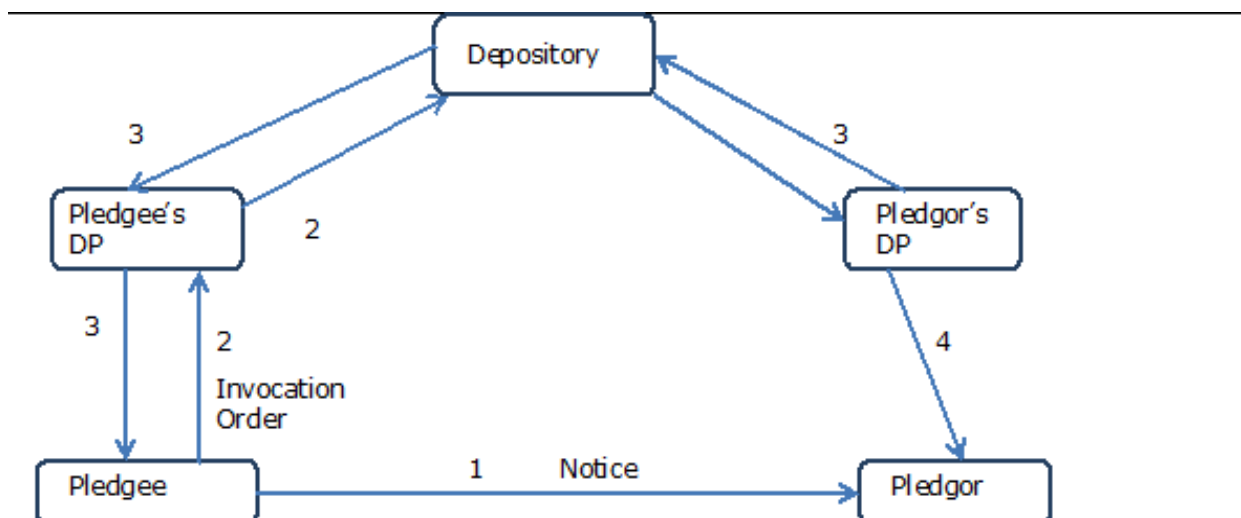 Depository
3
3
Pledgee's
DP
2
Pledgor's
DP
3
2
4
Invocation
Order
Pledgee
1 Notice
Pledgor